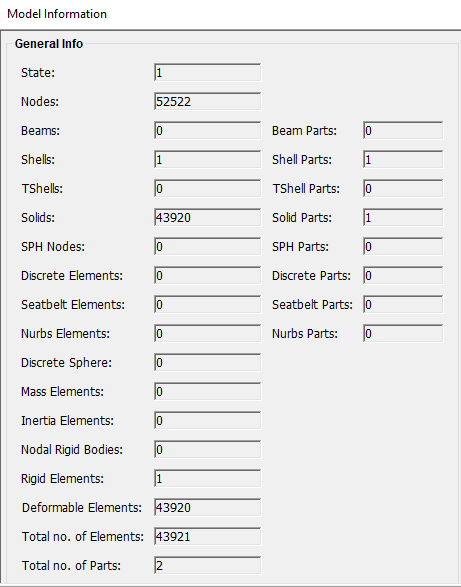 Model Information
General Info
State: 1
Nodes: 52522
Beams: 0 Beam Parts: 0
Shells: 1 Shell Parts: 1
TShells: 0 TShell Parts: 0
Solids: 43920 Solid Parts: 1
SPH Nodes: 0 SPH Parts: 0
Discrete Elements: 0 Discrete Parts: 0
Seatbelt Elements: 0 Seatbelt Parts: 0
Nurbs Elements: 0 Nurbs Parts: 0
Discrete Sphere: 0
Mass Elements: 0
Inertia Elements: 0
Nodal Rigid Bodies: 0
Rigid Elements: 1
Deformable Elements: 43920
Total no. of Elements: 43921
Total no. of Parts: 2